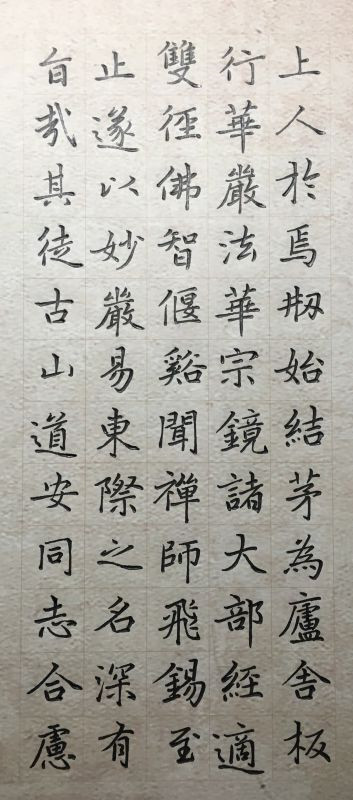 上人於焉刱始結茅為廬舍板
行華嚴法華宗鏡諸大部經適
雙徑佛智偃谿聞禪師飛錫至
止遂以妙嚴易東際之名深有
旨哉其徒古山道安同志合慮